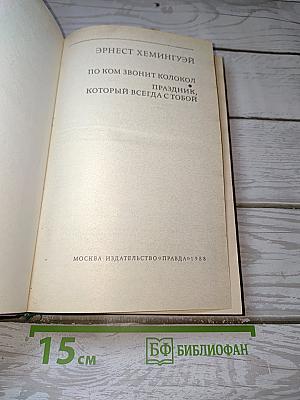 ЭРНЕСТ ХЕМИНГУЭЙ
ПО КОМ ЗВОНИТ КОЛОКОЛ
•
ПРАЗДНИК,
КОТОРЫЙ ВСЕГДА С ТОБОЙ
МОСКВА ИЗДАТЕЛЬСТВО «ПРАВДА» 1988
15 см
БФ БИБЛИОФАН